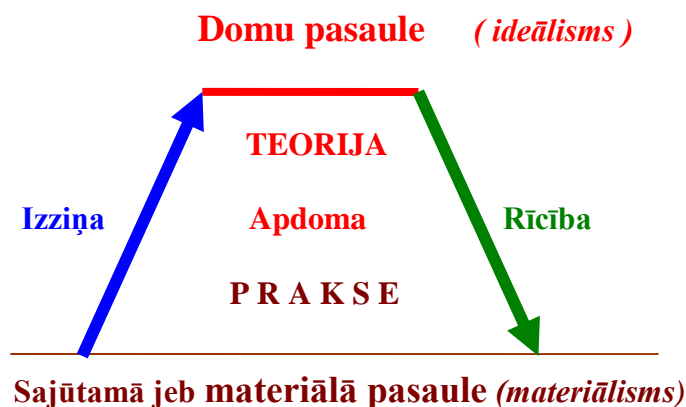 Domu pasaule ( ideālisms )
TEORIJA
Izziņa Apdoma Rīcība
P R A K S E
Sajūtamā jeb materiālā pasaule (materiālisms)